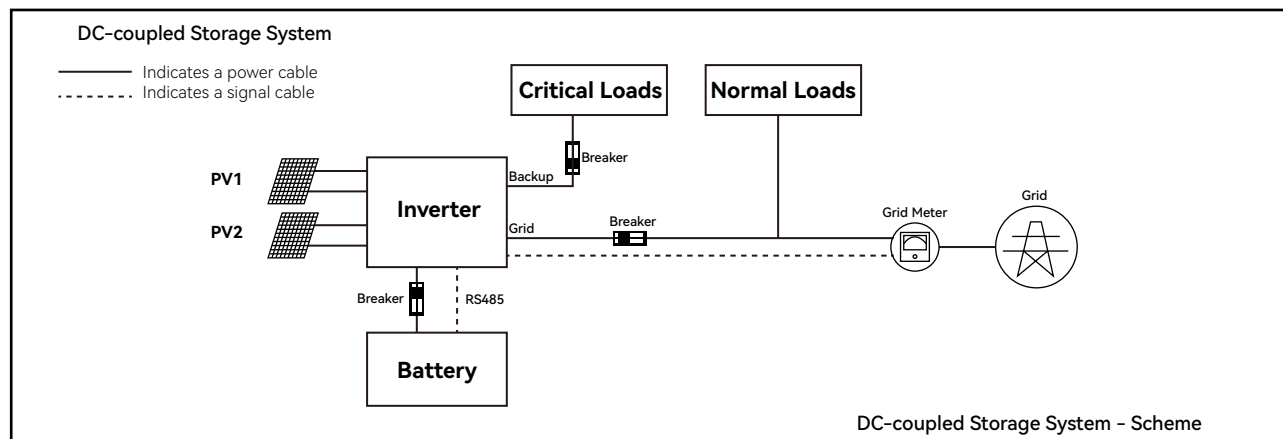 DC-coupled Storage System
Indicates a power cable
Indicates a signal cable
Critical Loads
Normal Loads
Breaker
PV1
Backup
Inverter
PV2
Grid
Breaker
Grid Meter
Grid
Breaker
RS485
Battery
DC-coupled Storage System - Scheme